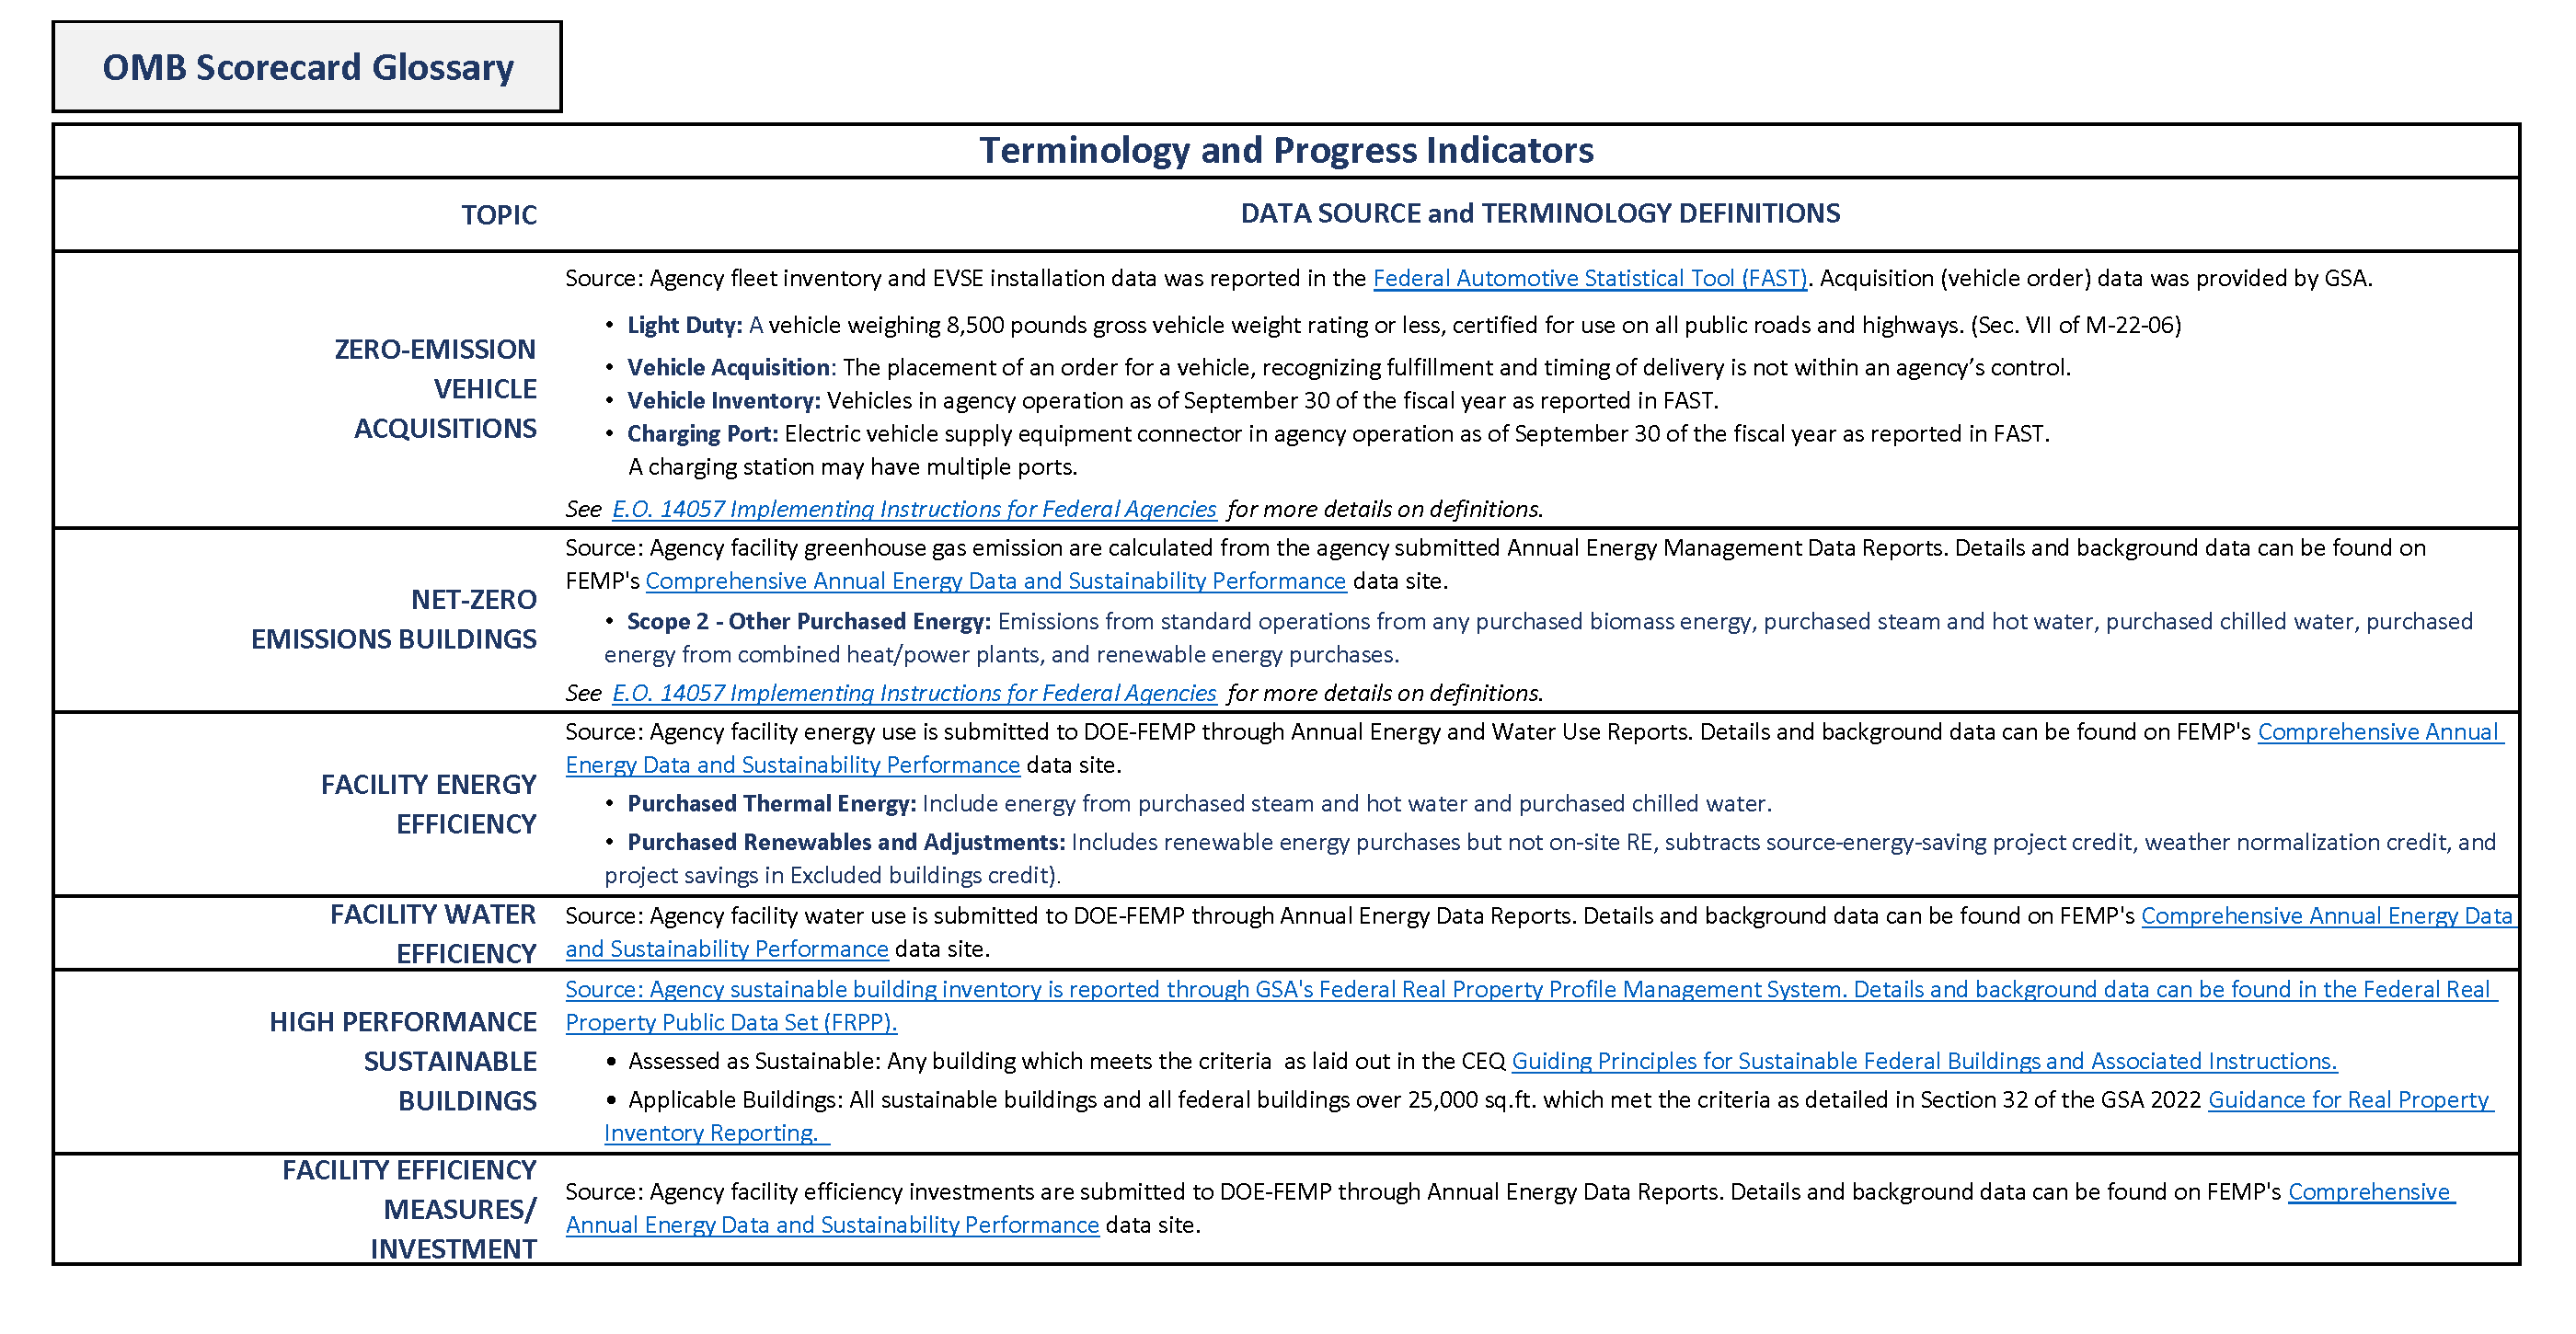 OMB Scorecard Glossary
Terminology and Progress Indicators
TOPIC
DATA SOURCE and TERMINOLOGY DEFINITIONS
ZERO-EMISSION
VEHICLE
ACQUISITIONS
Source: Agency fleet inventory and EVSE installation data was reported in the Federal Automotive Statistical Tool (FAST). Acquisition (vehicle order) data was provided by GSA.
• Light Duty: A vehicle weighing 8,500 pounds gross vehicle weight rating or less, certified for use on all public roads and highways. (Sec. VII of M-22-06)
• Vehicle Acquisition: The placement of an order for a vehicle, recognizing fulfillment and timing of delivery is not within an agency’s control.
• Vehicle Inventory: Vehicles in agency operation as of September 30 of the fiscal year as reported in FAST.
• Charging Port: Electric vehicle supply equipment connector in agency operation as of September 30 of the fiscal year as reported in FAST.
A charging station may have multiple ports.
See E.O. 14057 Implementing Instructions for Federal Agencies for more details on definitions.
NET-ZERO
EMISSIONS BUILDINGS
Source: Agency facility greenhouse gas emission are calculated from the agency submitted Annual Energy Management Data Reports. Details and background data can be found on
FEMP's Comprehensive Annual Energy Data and Sustainability Performance data site.
• Scope 2 - Other Purchased Energy: Emissions from standard operations from any purchased biomass energy, purchased steam and hot water, purchased chilled water, purchased
energy from combined heat/power plants, and renewable energy purchases.
See E.O. 14057 Implementing Instructions for Federal Agencies for more details on definitions.
FACILITY ENERGY
EFFICIENCY
Source: Agency facility energy use is submitted to DOE-FEMP through Annual Energy and Water Use Reports. Details and background data can be found on FEMP's Comprehensive Annual
Energy Data and Sustainability Performance data site.
• Purchased Thermal Energy: Include energy from purchased steam and hot water and purchased chilled water.
• Purchased Renewables and Adjustments: Includes renewable energy purchases but not on-site RE, subtracts source-energy-saving project credit, weather normalization credit, and
project savings in Excluded buildings credit).
FACILITY WATER
EFFICIENCY
Source: Agency facility water use is submitted to DOE-FEMP through Annual Energy Data Reports. Details and background data can be found on FEMP's Comprehensive Annual Energy Data
and Sustainability Performance data site.
HIGH PERFORMANCE
SUSTAINABLE
BUILDINGS
Source: Agency sustainable building inventory is reported through GSA's Federal Real Property Profile Management System. Details and background data can be found in the Federal Real
Property Public Data Set (FRPP).
• Assessed as Sustainable: Any building which meets the criteria as laid out in the CEQ Guiding Principles for Sustainable Federal Buildings and Associated Instructions.
• Applicable Buildings: All sustainable buildings and all federal buildings over 25,000 sq.ft. which met the criteria as detailed in Section 32 of the GSA 2022 Guidance for Real Property
Inventory Reporting.
FACILITY EFFICIENCY
MEASURES/
INVESTMENT
Source: Agency facility efficiency investments are submitted to DOE-FEMP through Annual Energy Data Reports. Details and background data can be found on FEMP's Comprehensive
Annual Energy Data and Sustainability Performance data site.